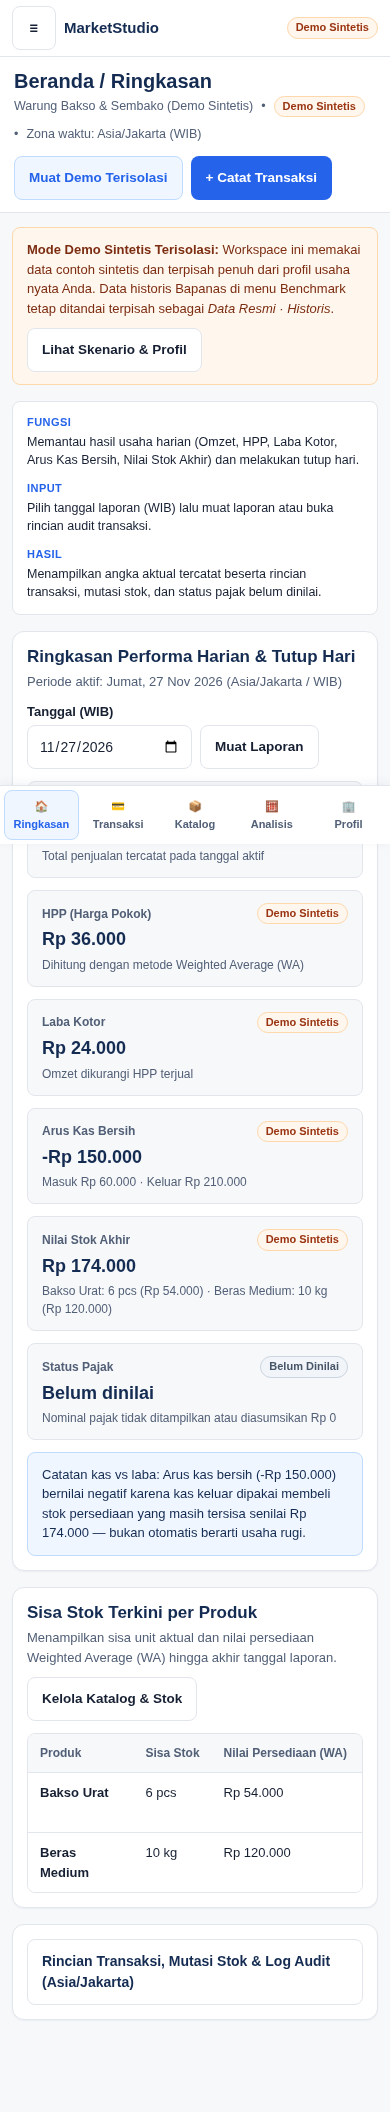 ☰ MarketStudio Demo Sintetis
Beranda / Ringkasan
Warung Bakso & Sembako (Demo Sintetis) • Demo Sintetis
• Zona waktu: Asia/Jakarta (WIB)
Muat Demo Terisolasi + Catat Transaksi
Mode Demo Sintetis Terisolasi: Workspace ini memakai
data contoh sintetis dan terpisah penuh dari profil usaha
nyata Anda. Data historis Bapanas di menu Benchmark
tetap ditandai terpisah sebagai Data Resmi · Historis.
Lihat Skenario & Profil
FUNGSI
Memantau hasil usaha harian (Omzet, HPP, Laba Kotor,
Arus Kas Bersih, Nilai Stok Akhir) dan melakukan tutup hari.
INPUT
Pilih tanggal laporan (WIB) lalu muat laporan atau buka
rincian audit transaksi.
HASIL
Menampilkan angka aktual tercatat beserta rincian
transaksi, mutasi stok, dan status pajak belum dinilai.
Ringkasan Performa Harian & Tutup Hari
Periode aktif: Jumat, 27 Nov 2026 (Asia/Jakarta / WIB)
Tanggal (WIB)
11/27/2026 Muat Laporan
Ringkasan Transaksi Katalog Analisis Profil
Total penjualan tercatat pada tanggal aktif
HPP (Harga Pokok) Demo Sintetis
Rp 36.000
Dihitung dengan metode Weighted Average (WA)
Laba Kotor Demo Sintetis
Rp 24.000
Omzet dikurangi HPP terjual
Arus Kas Bersih Demo Sintetis
-Rp 150.000
Masuk Rp 60.000 · Keluar Rp 210.000
Nilai Stok Akhir Demo Sintetis
Rp 174.000
Bakso Urat: 6 pcs (Rp 54.000) · Beras Medium: 10 kg
(Rp 120.000)
Status Pajak Belum Dinilai
Belum dinilai
Nominal pajak tidak ditampilkan atau diasumsikan Rp 0
Catatan kas vs laba: Arus kas bersih (-Rp 150.000)
bernilai negatif karena kas keluar dipakai membeli
stok persediaan yang masih tersisa senilai Rp
174.000 — bukan otomatis berarti usaha rugi.
Sisa Stok Terkini per Produk
Menampilkan sisa unit aktual dan nilai persediaan
Weighted Average (WA) hingga akhir tanggal laporan.
Kelola Katalog & Stok
Produk Sisa Stok Nilai Persediaan (WA)
Bakso Urat 6 pcs Rp 54.000
Beras Medium 10 kg Rp 120.000
Rincian Transaksi, Mutasi Stok & Log Audit
(Asia/Jakarta)